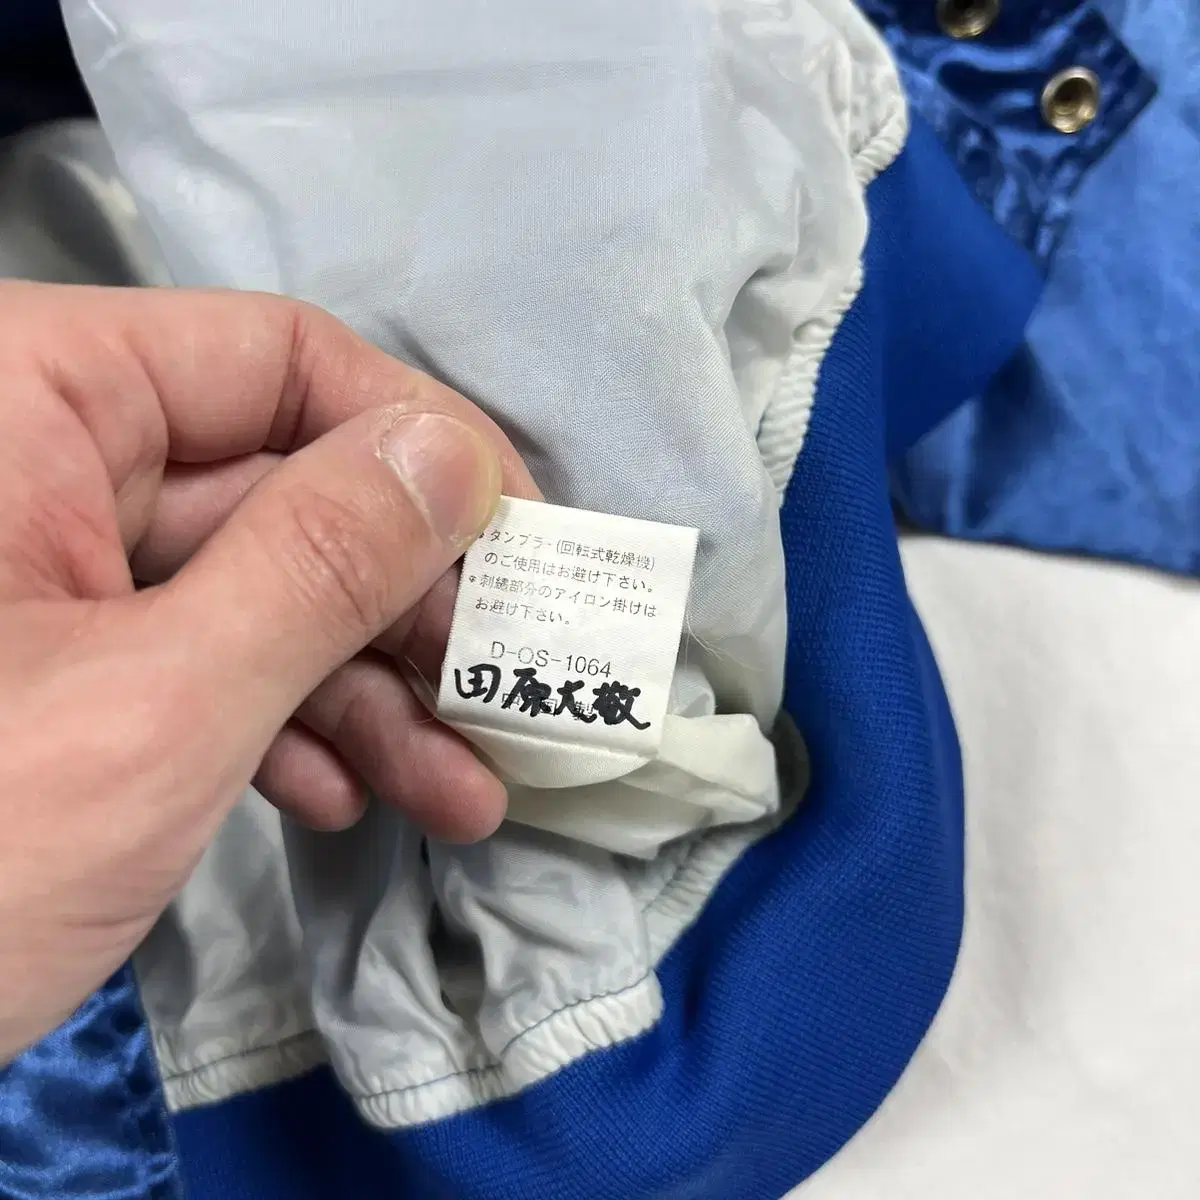 ＊タンブラー(回転式乾燥機)
のご使用はお避け下さい。
＊刺繡部分のアイロン掛けは
お避け下さい。
D-OS-1064
田原大敬